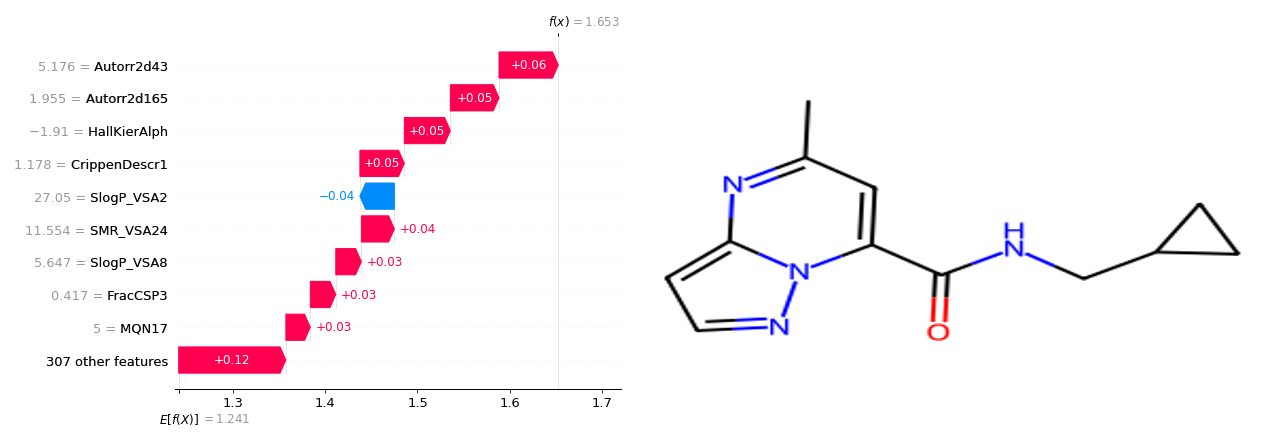 f(x) = 1.653
5.176 = Autorr2d43 +0.06
1.955 = Autorr2d165 +0.05
−1.91 = HallKierAlph +0.05
1.178 = CrippenDescr1 +0.05
27.05 = SlogP_VSA2 −0.04
11.554 = SMR_VSA24 +0.04
5.647 = SlogP_VSA8 +0.03
0.417 = FracCSP3 +0.03
5 = MQN17 +0.03
307 other features +0.12
1.3 1.4 1.5 1.6 1.7
E[f(X)] = 1.241
N
H
N
N
N
O